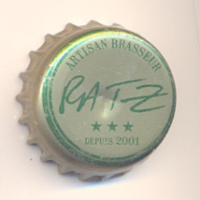 ARTISAN BRASSEUR
RATZ
★★★
DEPUIS 2001